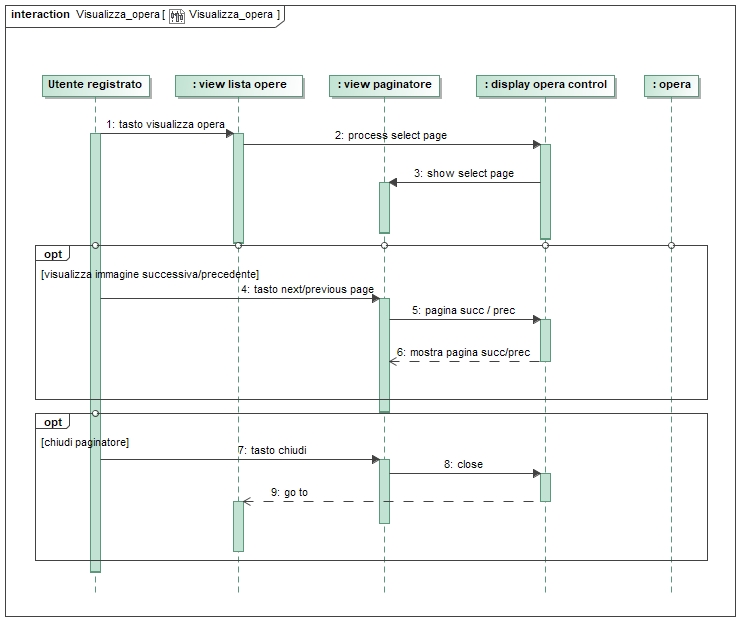 interaction Visualizza_opera [ Visualizza_opera ]
Utente registrato
: view lista opere
: view paginatore
: display opera control
: opera
1: tasto visualizza opera
2: process select page
3: show select page
opt
[visualizza immagine successiva/precedente]
4: tasto next/previous page
5: pagina succ / prec
6: mostra pagina succ/prec
opt
[chiudi paginatore]
7: tasto chiudi
8: close
9: go to